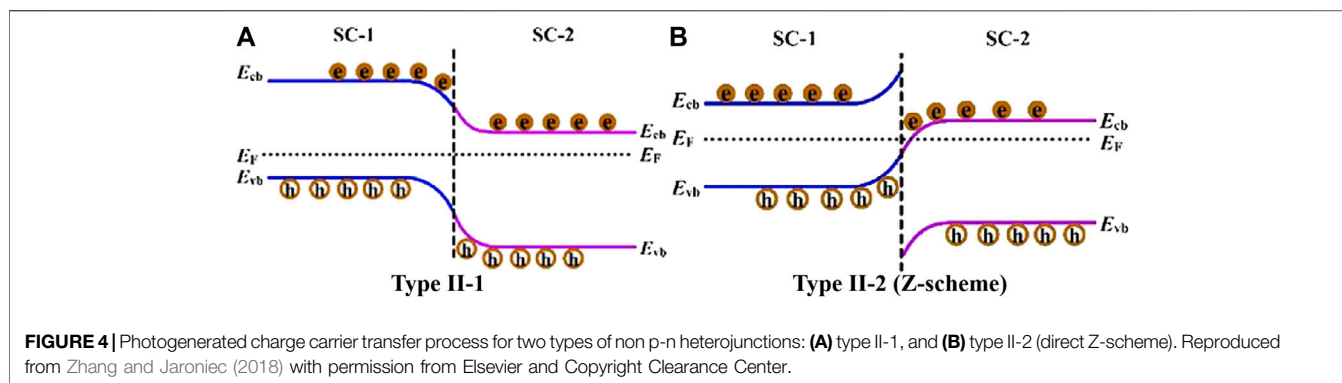 A SC-1 SC-2
e e e e e
Ecb
e e e e e
Ecb
EF EF
Evb
h h h h h
h h h h h
Evb
Type II-1
B SC-1 SC-2
e e e e e
Ecb
e e e e e
Ecb
EF EF
Evb
h h h h h
Evb
h h h h h
Type II-2 (Z-scheme)
FIGURE 4 | Photogenerated charge carrier transfer process for two types of non p-n heterojunctions: (A) type II-1, and (B) type II-2 (direct Z-scheme). Reproduced
from Zhang and Jaroniec (2018) with permission from Elsevier and Copyright Clearance Center.